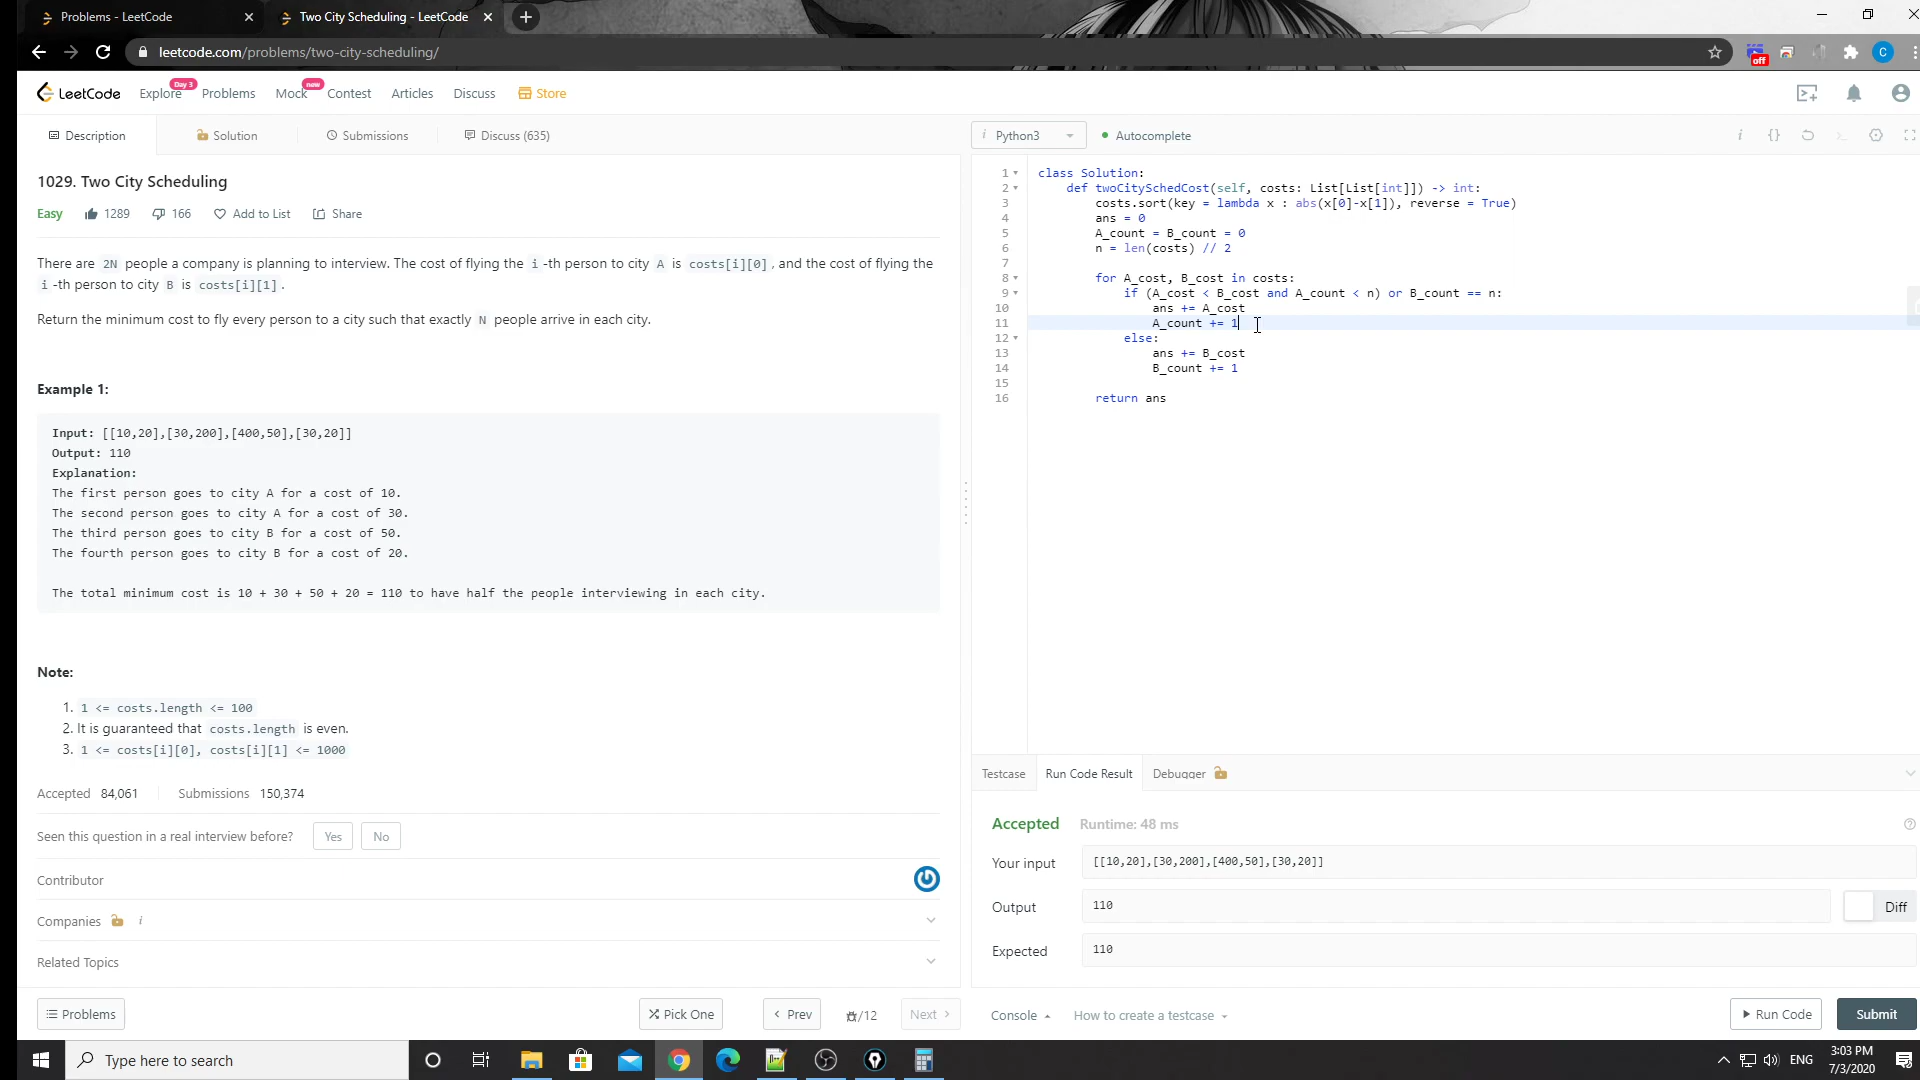 Problems - LeetCode
Two City Scheduling - LeetCode
leetcode.com/problems/two-city-scheduling/
off
C
LeetCode
Explore
Day 3
Problems
Mock
new
Contest
Articles
Discuss
Store
Description
Solution
Submissions
Discuss (635)
1029. Two City Scheduling
Easy
1289
166
Add to List
Share
There are 2N people a company is planning to interview. The cost of flying the i -th person to city A is costs[i][0], and the cost of flying the
i -th person to city B is costs[i][1].
Return the minimum cost to fly every person to a city such that exactly N people arrive in each city.
Example 1:
Input: [[10,20],[30,200],[400,50],[30,20]]
Output: 110
Explanation:
The first person goes to city A for a cost of 10.
The second person goes to city A for a cost of 30.
The third person goes to city B for a cost of 50.
The fourth person goes to city B for a cost of 20.
The total minimum cost is 10 + 30 + 50 + 20 = 110 to have half the people interviewing in each city.
Note:
1. 1 <= costs.length <= 100
2. It is guaranteed that costs.length is even.
3. 1 <= costs[i][0], costs[i][1] <= 1000
Accepted 84,061
Submissions 150,374
Seen this question in a real interview before?
Yes
No
Contributor
Companies
i
Related Topics
Problems
Pick One
Prev
/12
Next
i Python3
Autocomplete
i
{}
1 class Solution:
2 def twoCitySchedCost(self, costs: List[List[int]]) -> int:
3 costs.sort(key = lambda x : abs(x[0]-x[1]), reverse = True)
4 ans = 0
5 A_count = B_count = 0
6 n = len(costs) // 2
7
8 for A_cost, B_cost in costs:
9 if (A_cost < B_cost and A_count < n) or B_count == n:
10 ans += A_cost
11 A_count += 1
12 else:
13 ans += B_cost
14 B_count += 1
15
16 return ans
Testcase
Run Code Result
Debugger
Accepted
Runtime: 48 ms
Your input
[[10,20],[30,200],[400,50],[30,20]]
Output
110
Diff
Expected
110
Console
How to create a testcase
Run Code
Submit
Type here to search
ENG
3:03 PM
7/3/2020